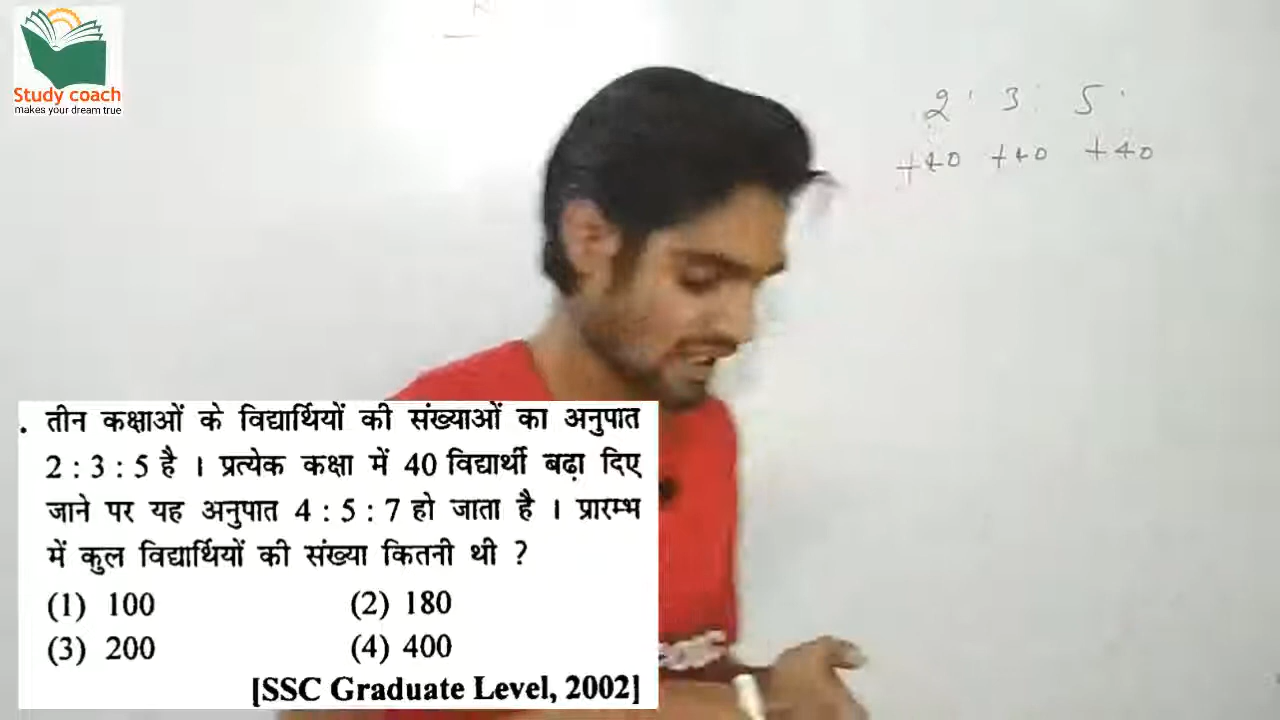 Study coach
makes your dream true
2 : 3 : 5
+40 +40 +40
. तीन कक्षाओं के विद्यार्थियों की संख्याओं का अनुपात
2 : 3 : 5 है । प्रत्येक कक्षा में 40 विद्यार्थी बढ़ा दिए
जाने पर यह अनुपात 4 : 5 : 7 हो जाता है । प्रारम्भ
में कुल विद्यार्थियों की संख्या कितनी थी ?
(1) 100 (2) 180
(3) 200 (4) 400
[SSC Graduate Level, 2002]